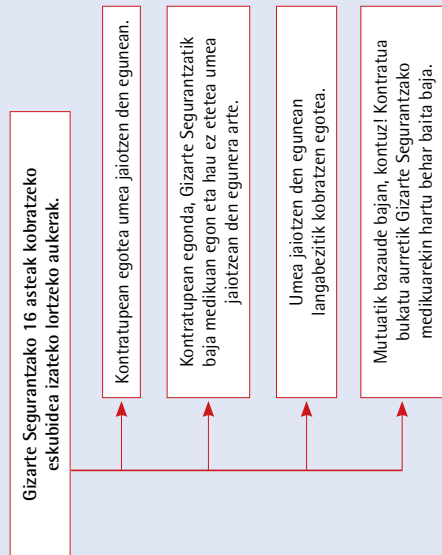 Gizarte Segurantzako 16 asteak kobratzeko
eskubidea izateko lortzeko aukerak.
Kontratupean egotea umea jaiotzen den egunean.
Kontratupean egonda, Gizarte Segurantzatik
baja medikuan egon eta hau ez etetea umea
jaiotzean den egunera arte.
Umea jaiotzen den egunean
langabezitik kobratzen egotea.
Mutuatik bazaude bajan, kontuz! Kontratua
bukatu aurretik Gizarte Segurantzako
medikuarekin hartu behar baita baja.